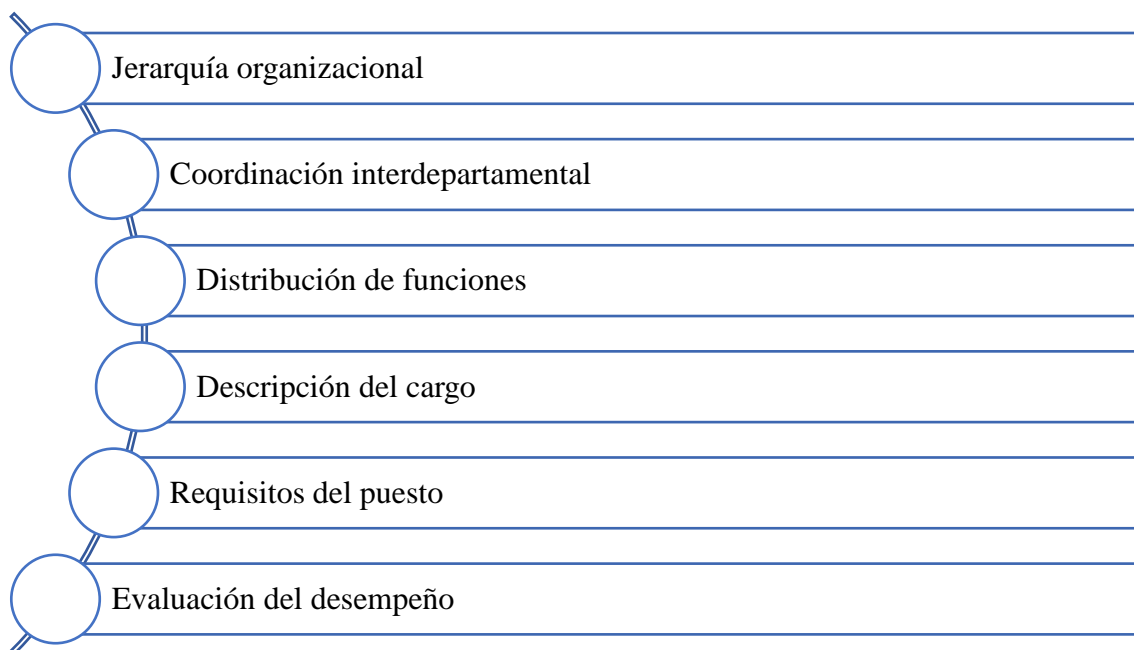 Jerarquía organizacional
Coordinación interdepartamental
Distribución de funciones
Descripción del cargo
Requisitos del puesto
Evaluación del desempeño